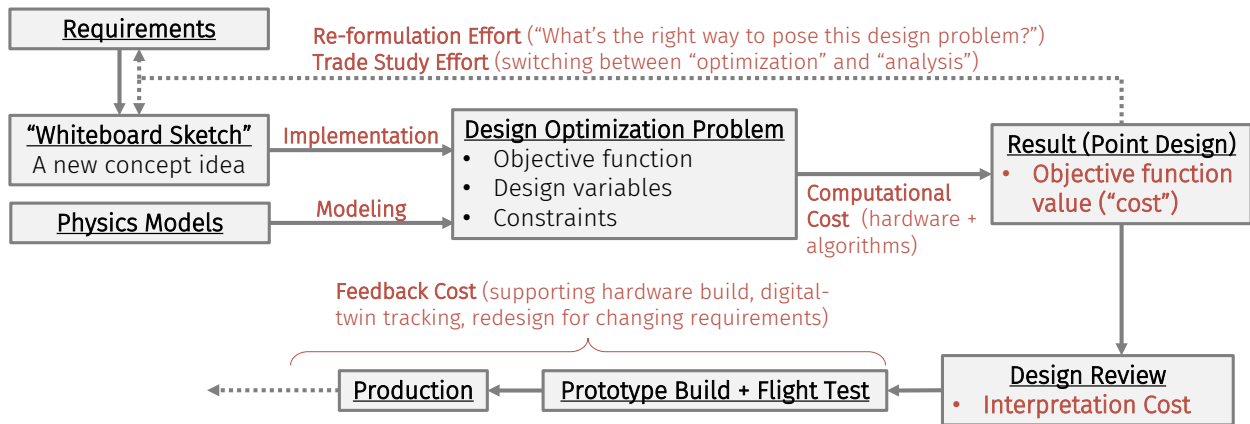 Requirements
Re-formulation Effort (“What’s the right way to pose this design problem?”)
Trade Study Effort (switching between “optimization” and “analysis”)
“Whiteboard Sketch”
A new concept idea
Implementation
Physics Models
Modeling
Design Optimization Problem
• Objective function
• Design variables
• Constraints
Computational
Cost (hardware +
algorithms)
Result (Point Design)
• Objective function
value (“cost”)
Feedback Cost (supporting hardware build, digital-
twin tracking, redesign for changing requirements)
Production
Prototype Build + Flight Test
Design Review
• Interpretation Cost